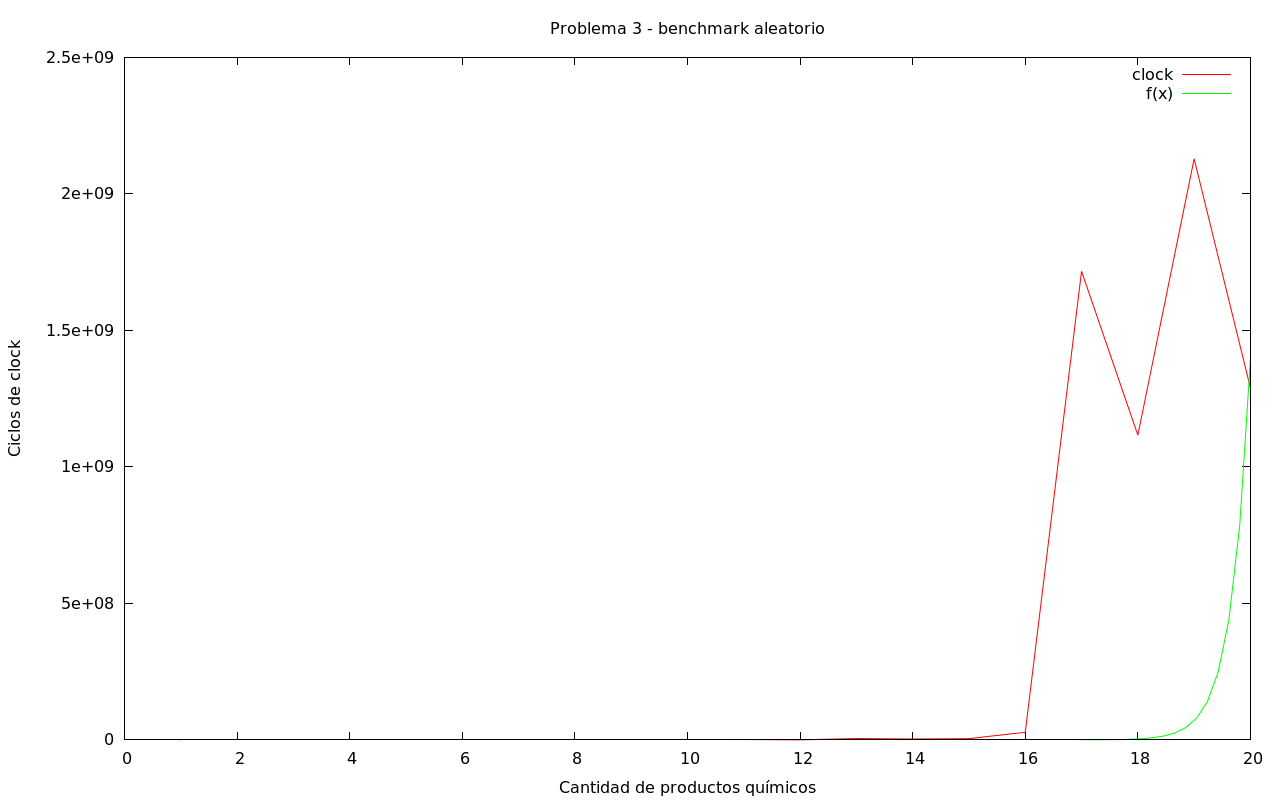 Problema 3 - benchmark aleatorio
clock
f(x)
2.5e+09
2e+09
1.5e+09
1e+09
5e+08
0
Ciclos de clock
0 2 4 6 8 10 12 14 16 18 20
Cantidad de productos químicos